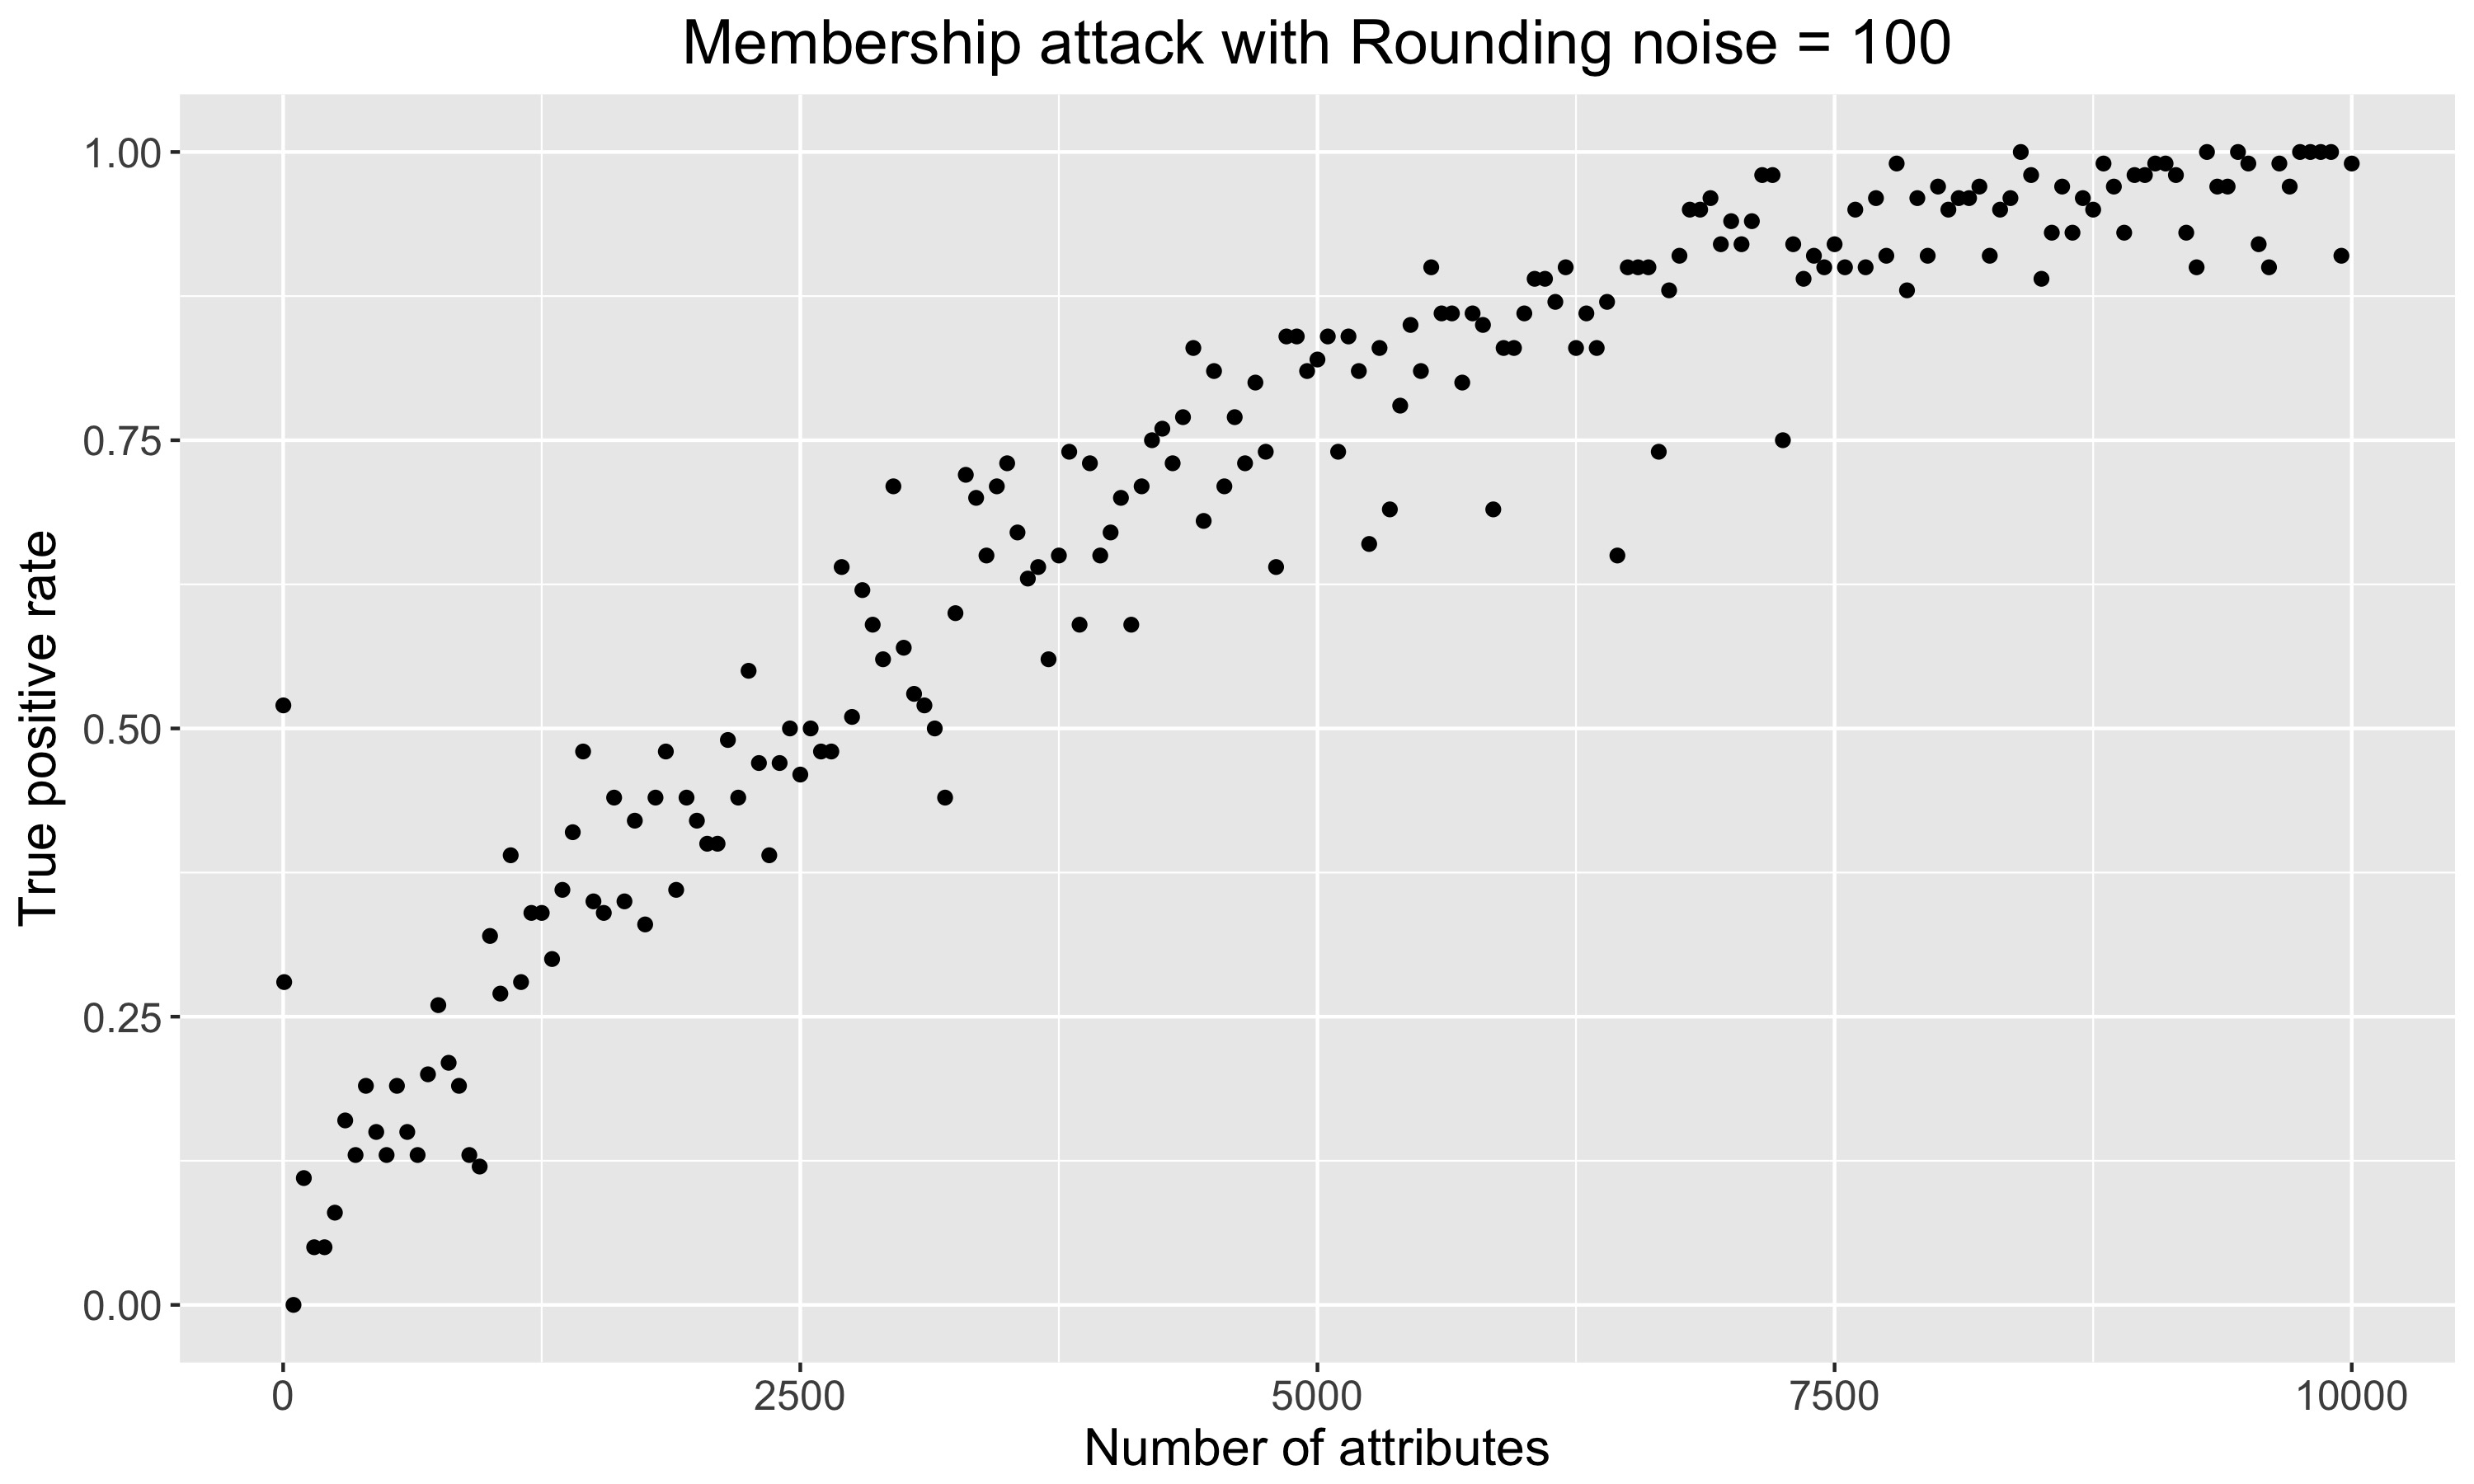 Membership attack with Rounding noise = 100
1.00
0.75
0.50
0.25
0.00
True positive rate
0 2500 5000 7500 10000
Number of attributes